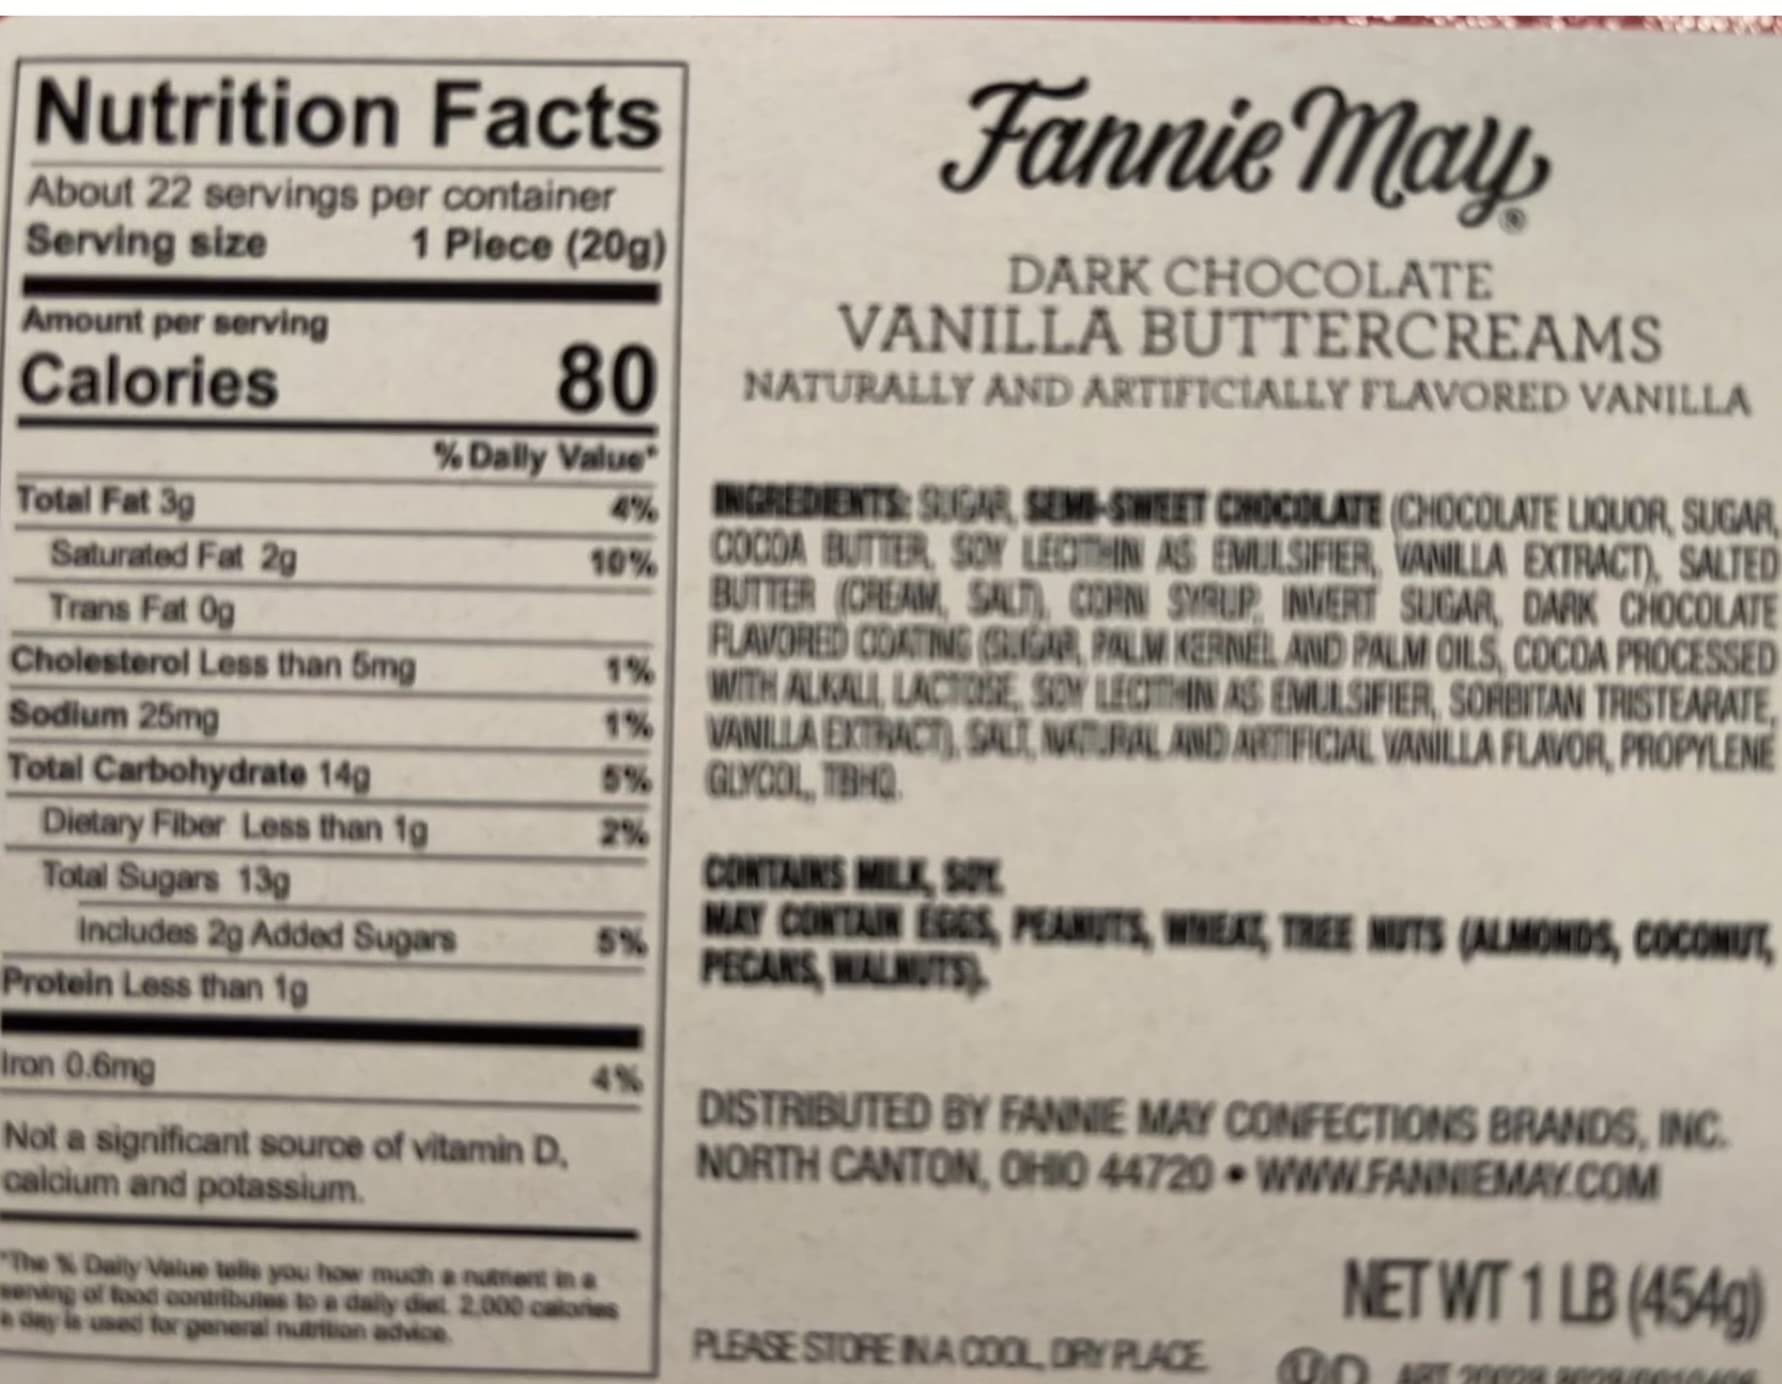 Nutrition Facts
About 22 servings per container
Serving size 1 Piece (20g)
Amount per serving
Calories 80
% Daily Value*
Total Fat 3g 4%
Saturated Fat 2g 10%
Trans Fat 0g
Cholesterol Less than 5mg 1%
Sodium 25mg 1%
Total Carbohydrate 14g 5%
Dietary Fiber Less than 1g 2%
Total Sugars 13g
Includes 2g Added Sugars 5%
Protein Less than 1g
Iron 0.6mg 4%
Not a significant source of vitamin D,
calcium and potassium.
*The % Daily Value tells you how much a nutrient in a
serving of food contributes to a daily diet. 2,000 calories
a day is used for general nutrition advice.
Fannie May®
DARK CHOCOLATE
VANILLA BUTTERCREAMS
NATURALLY AND ARTIFICIALLY FLAVORED VANILLA
INGREDIENTS: SUGAR, SEMI-SWEET CHOCOLATE (CHOCOLATE LIQUOR, SUGAR,
COCOA BUTTER, SOY LECITHIN AS EMULSIFIER, VANILLA EXTRACT), SALTED
BUTTER (CREAM, SALT), CORN SYRUP, INVERT SUGAR, DARK CHOCOLATE
FLAVORED COATING (SUGAR, PALM KERNEL AND PALM OILS, COCOA PROCESSED
WITH ALKALI, LACTOSE, SOY LECITHIN AS EMULSIFIER, SORBITAN TRISTEARATE,
VANILLA EXTRACT), SALT, NATURAL AND ARTIFICIAL VANILLA FLAVOR, PROPYLENE
GLYCOL, TBHQ.
CONTAINS MILK, SOY.
MAY CONTAIN EGGS, PEANUTS, WHEAT, TREE NUTS (ALMONDS, COCONUT,
PECANS, WALNUTS).
DISTRIBUTED BY FANNIE MAY CONFECTIONS BRANDS, INC.
NORTH CANTON, OHIO 44720 • WWW.FANNIEMAY.COM
NET WT 1 LB (454g)
PLEASE STORE IN A COOL, DRY PLACE
Ⓤ D ART